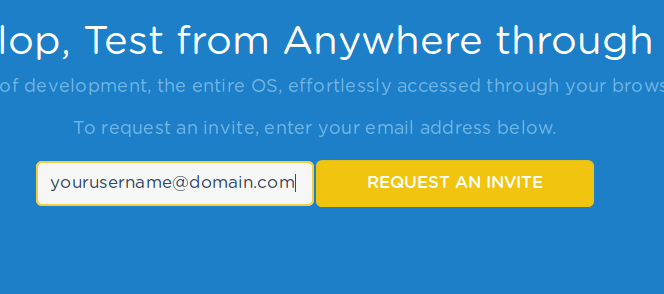 lop, Test from Anywhere through
of development, the entire OS, effortlessly accessed through your brows
To request an invite, enter your email address below.
yourusername@domain.com
REQUEST AN INVITE